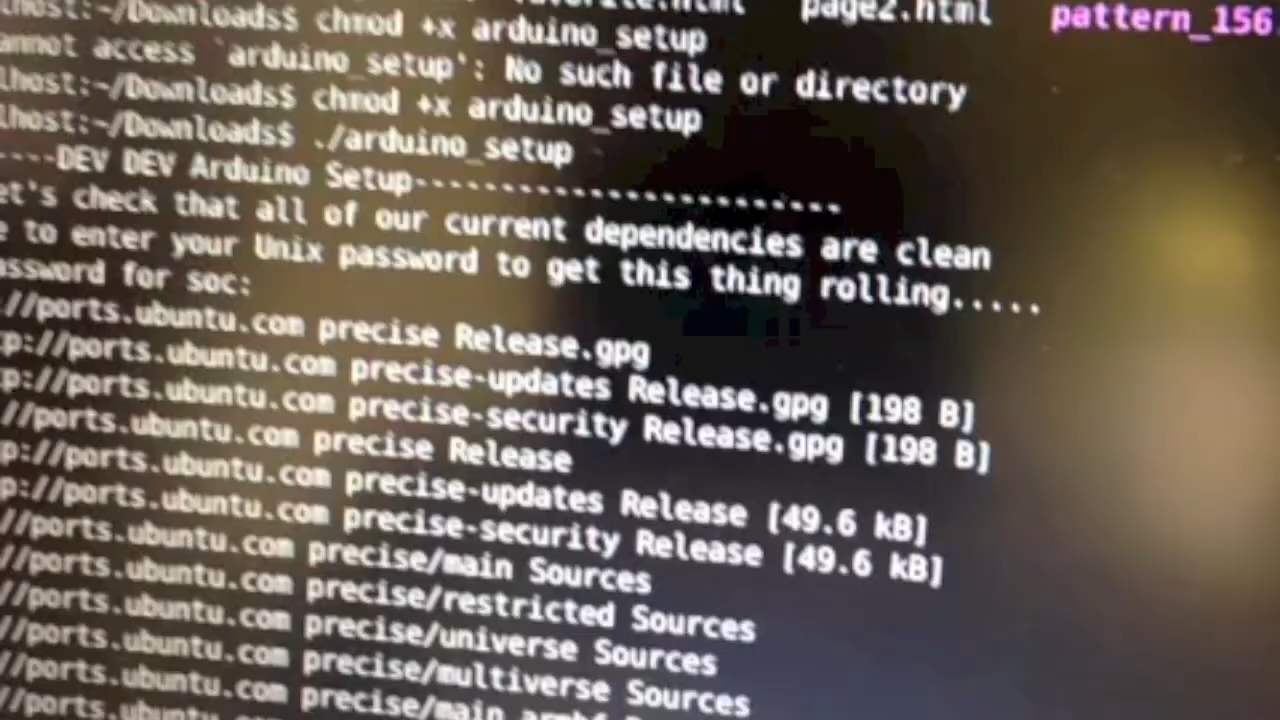 page2.html pattern_156
lhost:~/Downloads$ chmod +x arduino_setup
annot access `arduino_setup': No such file or directory
lhost:~/Downloads$ chmod +x arduino_setup
lhost:~/Downloads$ ./arduino_setup
----DEV DEV Arduino Setup-------------------------
et's check that all of our current dependencies are clean
e to enter your Unix password to get this thing rolling.....
assword for soc:
://ports.ubuntu.com precise Release.gpg
p://ports.ubuntu.com precise-updates Release.gpg [198 B]
p://ports.ubuntu.com precise-security Release.gpg [198 B]
//ports.ubuntu.com precise Release
p://ports.ubuntu.com precise-updates Release [49.6 kB]
p://ports.ubuntu.com precise-security Release [49.6 kB]
//ports.ubuntu.com precise/main Sources
//ports.ubuntu.com precise/restricted Sources
//ports.ubuntu.com precise/universe Sources
//ports.ubuntu.com precise/multiverse Sources
//ports.ubuntu.com precise/main